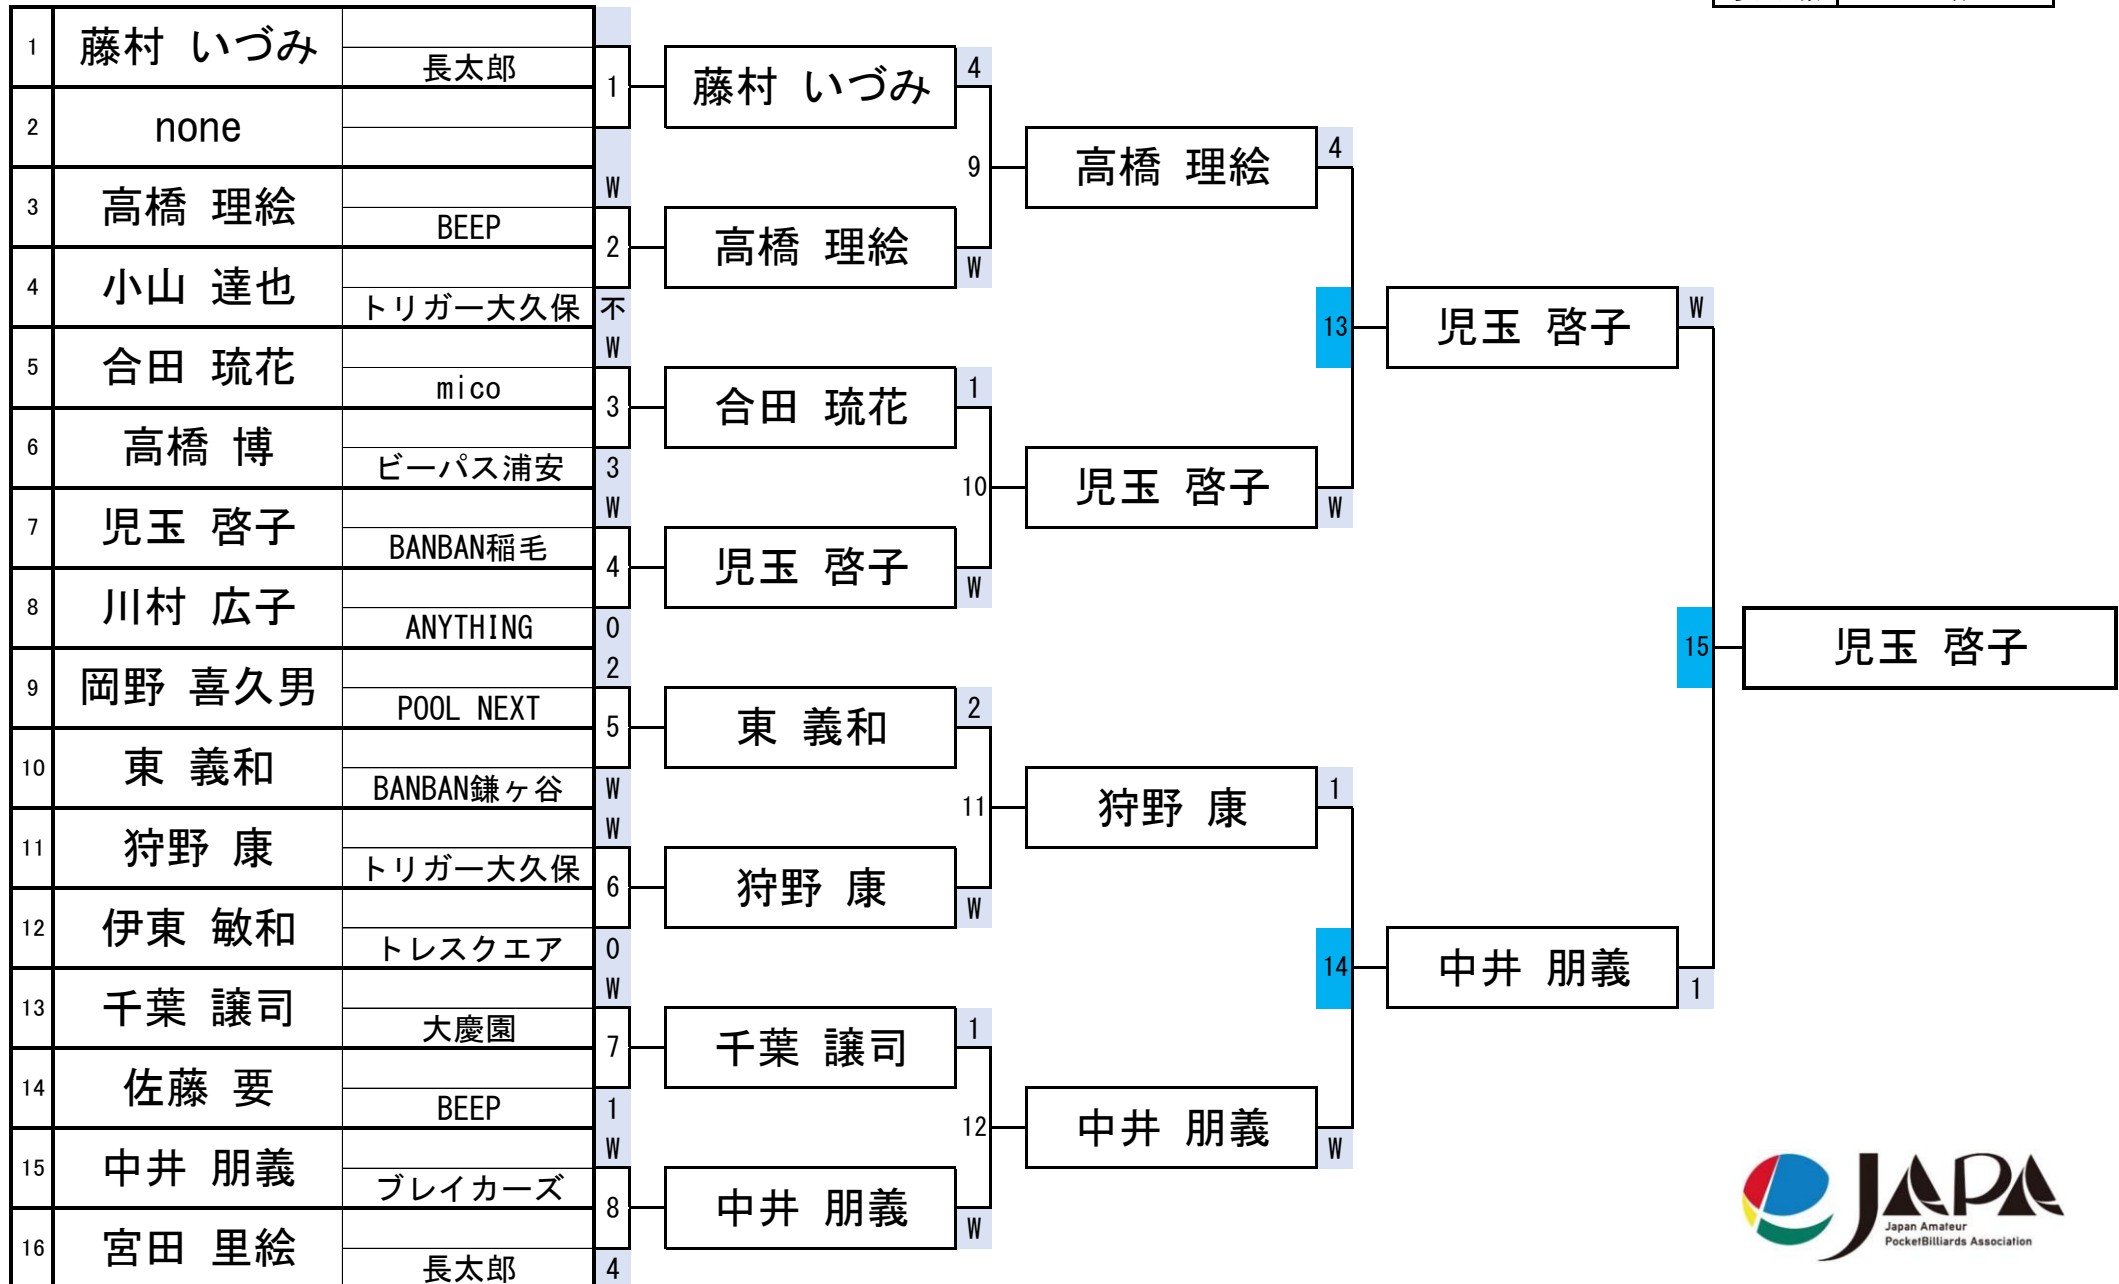 1 藤村 いづみ 長太郎
2 none
3 高橋 理絵 BEEP W
4 小山 達也 トリガー大久保 不
5 合田 琉花 mico W
6 高橋 博 ビーパス浦安 3
7 児玉 啓子 BANBAN稲毛 W
8 川村 広子 ANYTHING 0
9 岡野 喜久男 POOL NEXT 2
10 東 義和 BANBAN鎌ヶ谷 W
11 狩野 康 トリガー大久保 W
12 伊東 敏和 トレスクエア 0
13 千葉 譲司 大慶園 W
14 佐藤 要 BEEP 1
15 中井 朋義 ブレイカーズ W
16 宮田 里絵 長太郎 4
1 藤村 いづみ 4
2 高橋 理絵 W
3 合田 琉花 1
4 児玉 啓子 W
5 東 義和 2
6 狩野 康 W
7 千葉 譲司 1
8 中井 朋義 W
9 高橋 理絵 4
10 児玉 啓子 W
11 狩野 康 1
12 中井 朋義 W
13 児玉 啓子 W
14 中井 朋義 1
15 児玉 啓子
JAPA
Japan Amateur
PocketBilliards Association